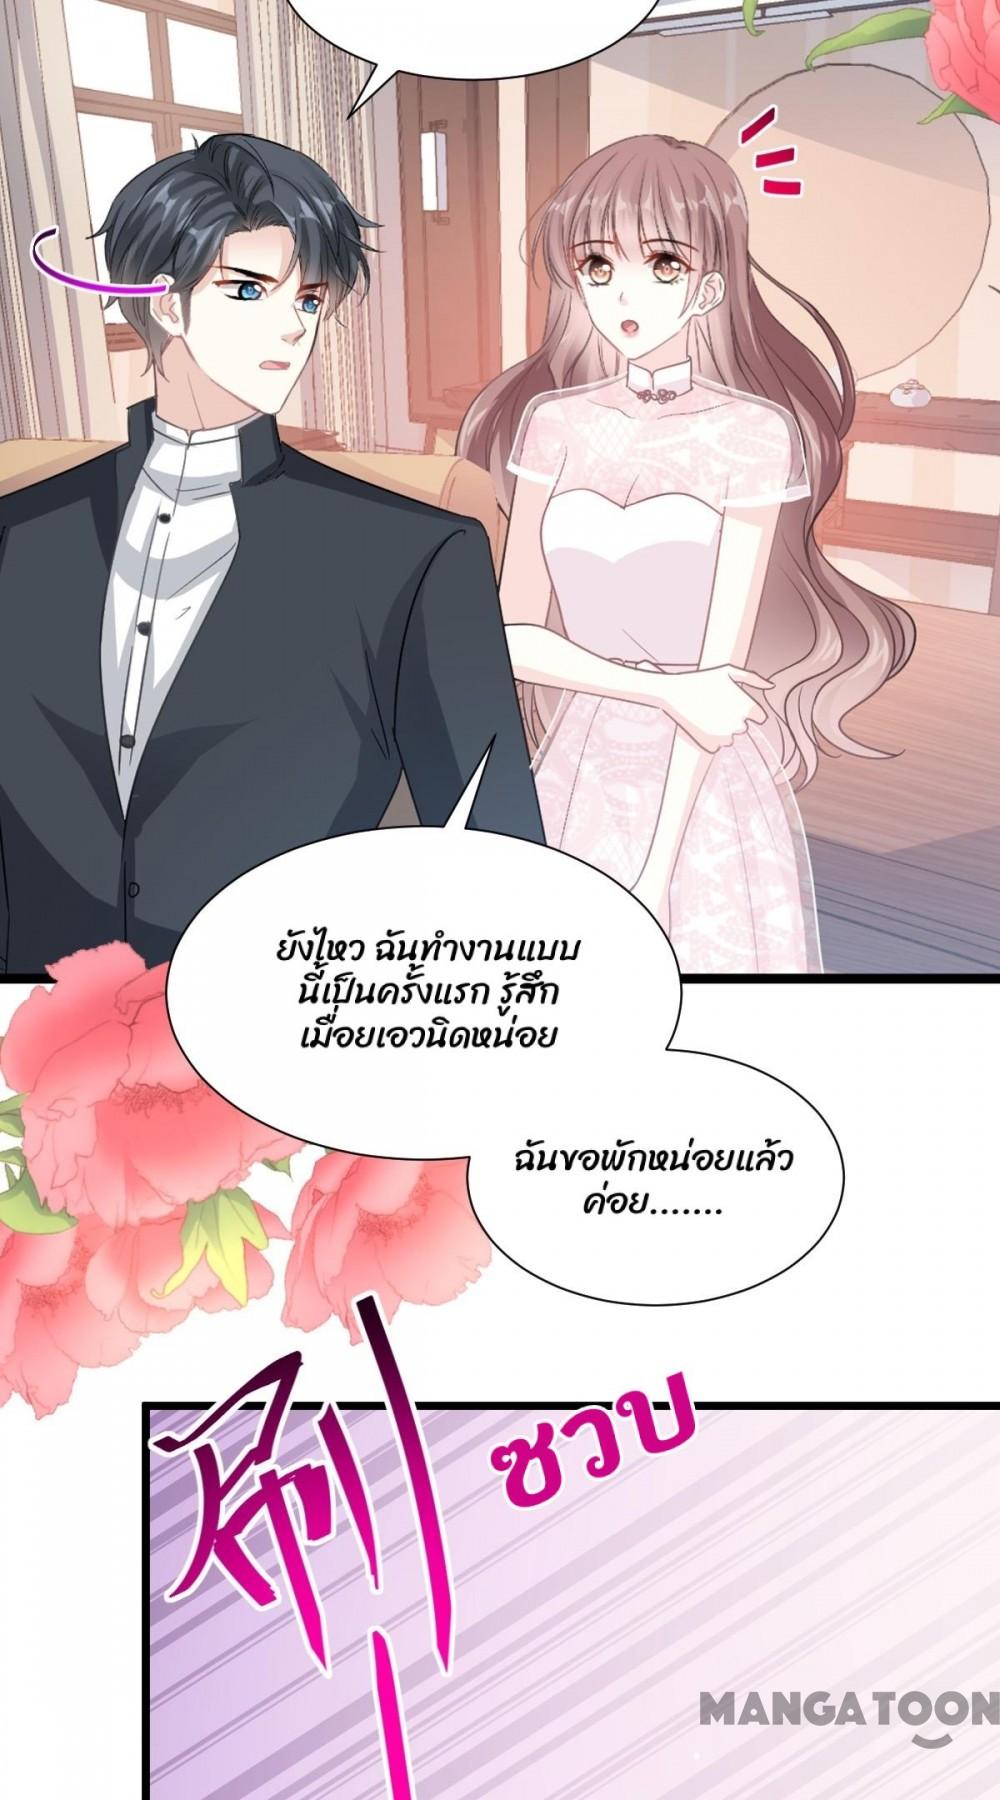 ยังไหว ฉันทำงานแบบ
นี้เป็นครั้งแรก รู้สึก
เมื่อยเอวนิดหน่อย
ฉันขอพักหน่อยแล้ว
ค่อย.......
刷
ซวบ
MANGATOON